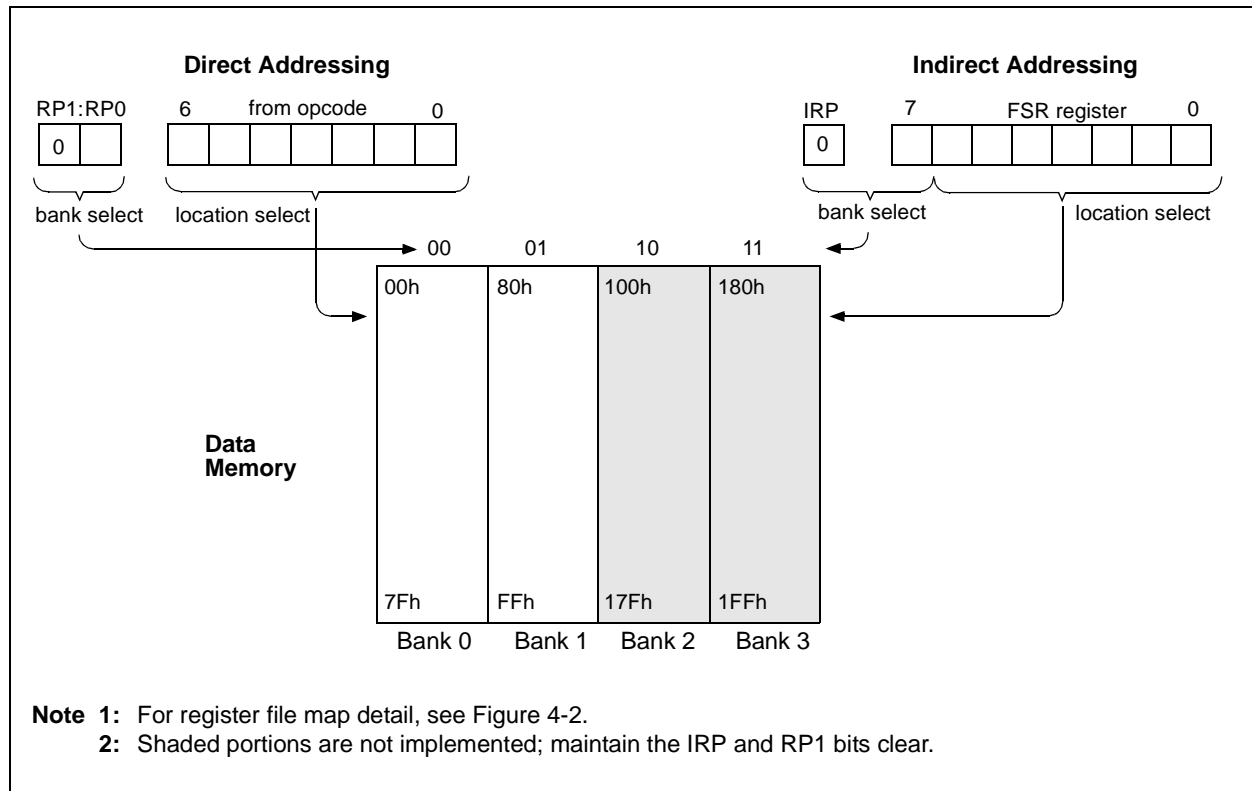 Direct Addressing
Indirect Addressing
RP1:RP0 6 from opcode 0
IRP 7 FSR register 0
0
0
bank select location select
bank select location select
00 01 10 11
00h 80h 100h 180h
Data
Memory
7Fh FFh 17Fh 1FFh
Bank 0 Bank 1 Bank 2 Bank 3
Note 1: For register file map detail, see Figure 4-2.
2: Shaded portions are not implemented; maintain the IRP and RP1 bits clear.